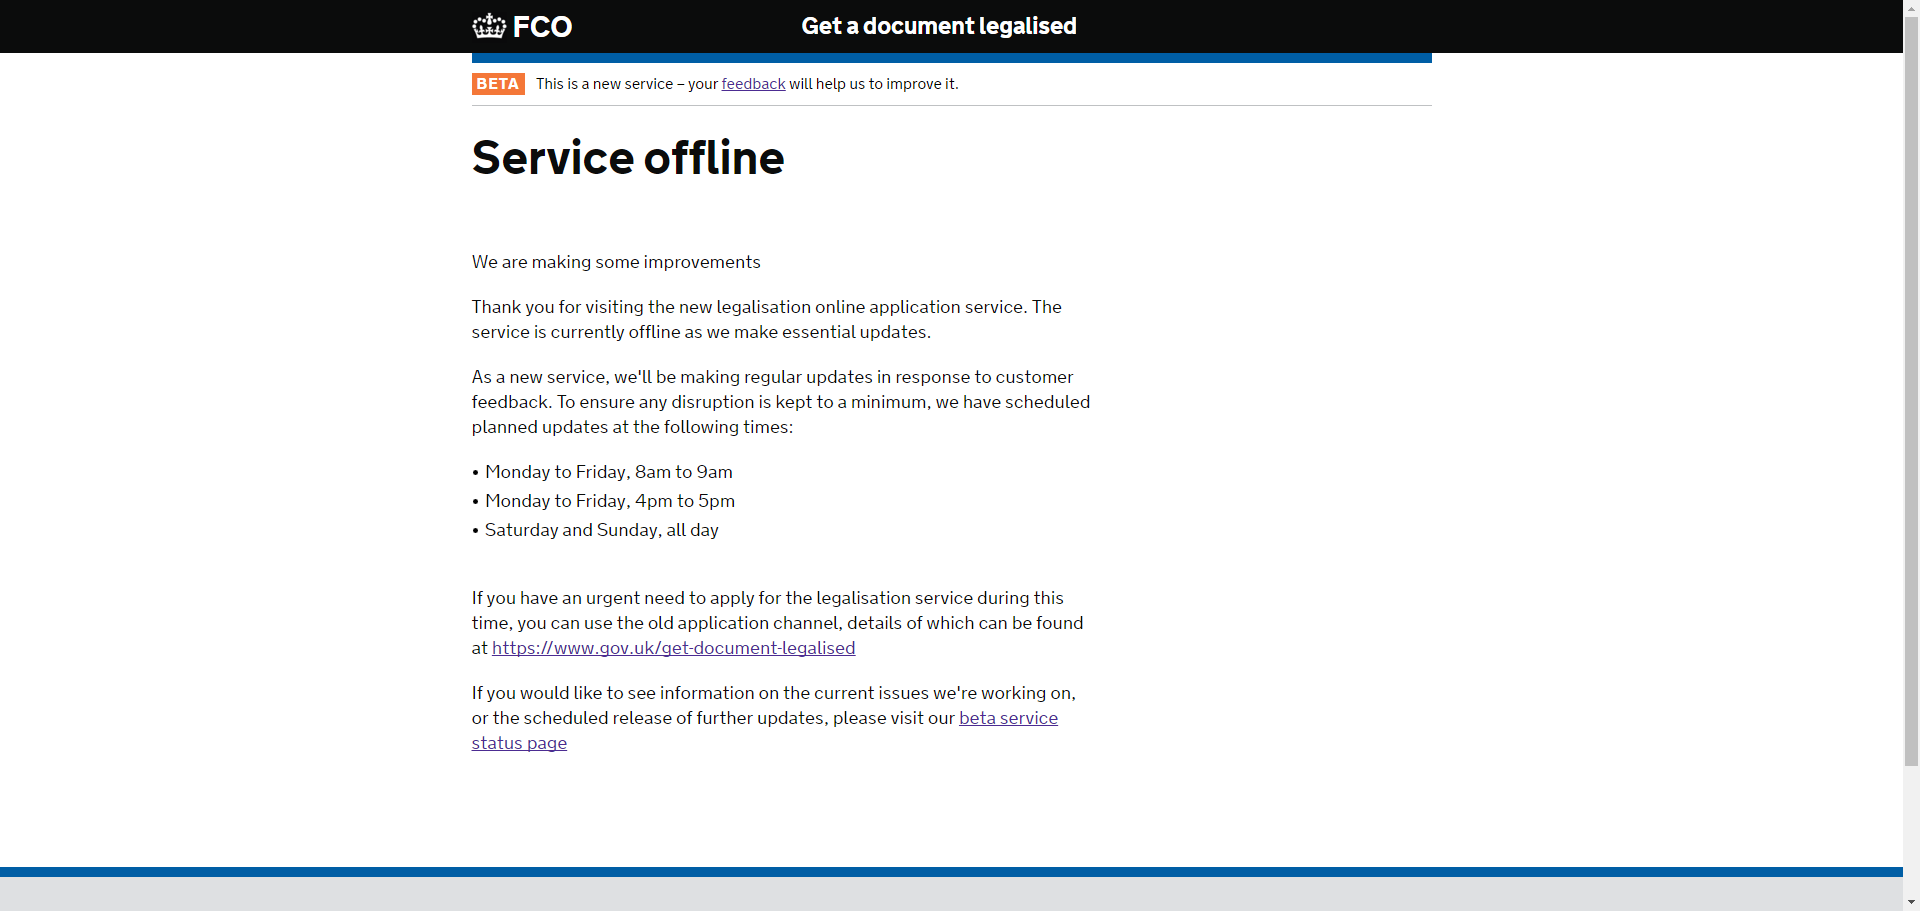 FCO
Get a document legalised
BETA This is a new service – your feedback will help us to improve it.
Service offline
We are making some improvements
Thank you for visiting the new legalisation online application service. The
service is currently offline as we make essential updates.
As a new service, we'll be making regular updates in response to customer
feedback. To ensure any disruption is kept to a minimum, we have scheduled
planned updates at the following times:
• Monday to Friday, 8am to 9am
• Monday to Friday, 4pm to 5pm
• Saturday and Sunday, all day
If you have an urgent need to apply for the legalisation service during this
time, you can use the old application channel, details of which can be found
at https://www.gov.uk/get-document-legalised
If you would like to see information on the current issues we're working on,
or the scheduled release of further updates, please visit our beta service
status page